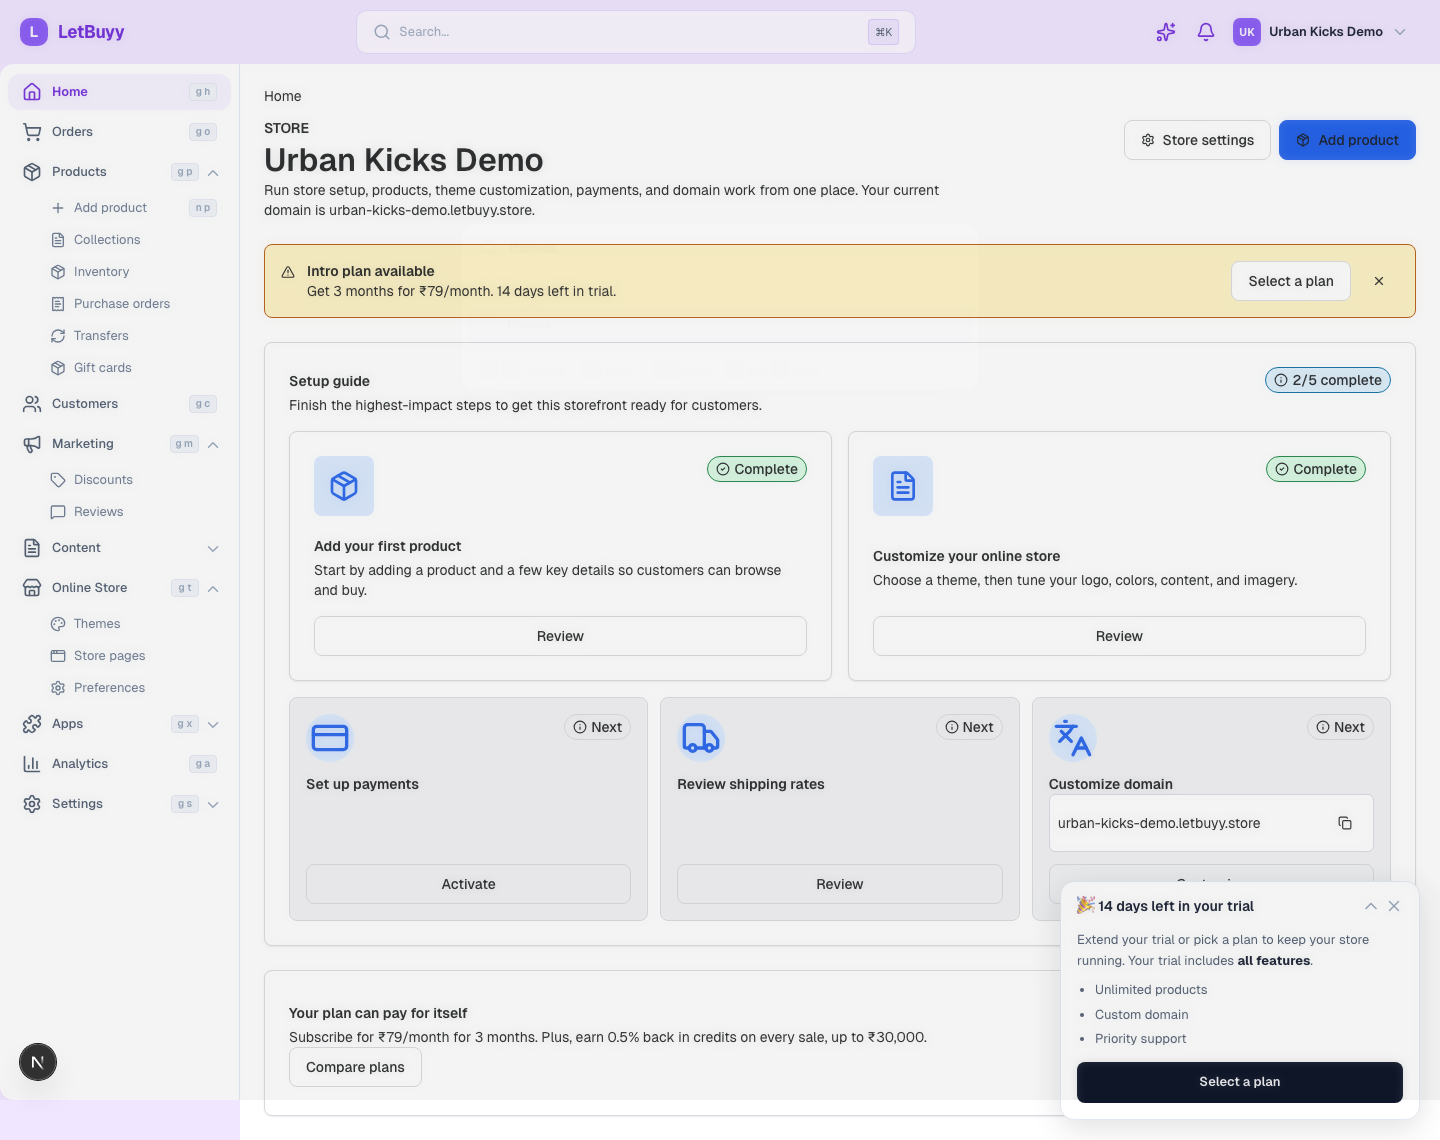 L LetBuyy
Search...
⌘K
UK Urban Kicks Demo
Home g h
Orders g o
Products g p
Add product n p
Collections
Inventory
Purchase orders
Transfers
Gift cards
Customers g c
Marketing g m
Discounts
Reviews
Content
Online Store g t
Themes
Store pages
Preferences
Apps g x
Analytics g a
Settings g s
N
Home
STORE
Urban Kicks Demo
Run store setup, products, theme customization, payments, and domain work from one place. Your current
domain is urban-kicks-demo.letbuyy.store.
Store settings
Add product
Intro plan available
Get 3 months for ₹79/month. 14 days left in trial.
Select a plan
Setup guide
Finish the highest-impact steps to get this storefront ready for customers.
2/5 complete
Complete
Add your first product
Start by adding a product and a few key details so customers can browse
and buy.
Review
Complete
Customize your online store
Choose a theme, then tune your logo, colors, content, and imagery.
Review
Next
Set up payments
Activate
Next
Review shipping rates
Review
Next
Customize domain
urban-kicks-demo.letbuyy.store
Your plan can pay for itself
Subscribe for ₹79/month for 3 months. Plus, earn 0.5% back in credits on every sale, up to ₹30,000.
Compare plans
🎉 14 days left in your trial
Extend your trial or pick a plan to keep your store
running. Your trial includes all features.
• Unlimited products
• Custom domain
• Priority support
Select a plan